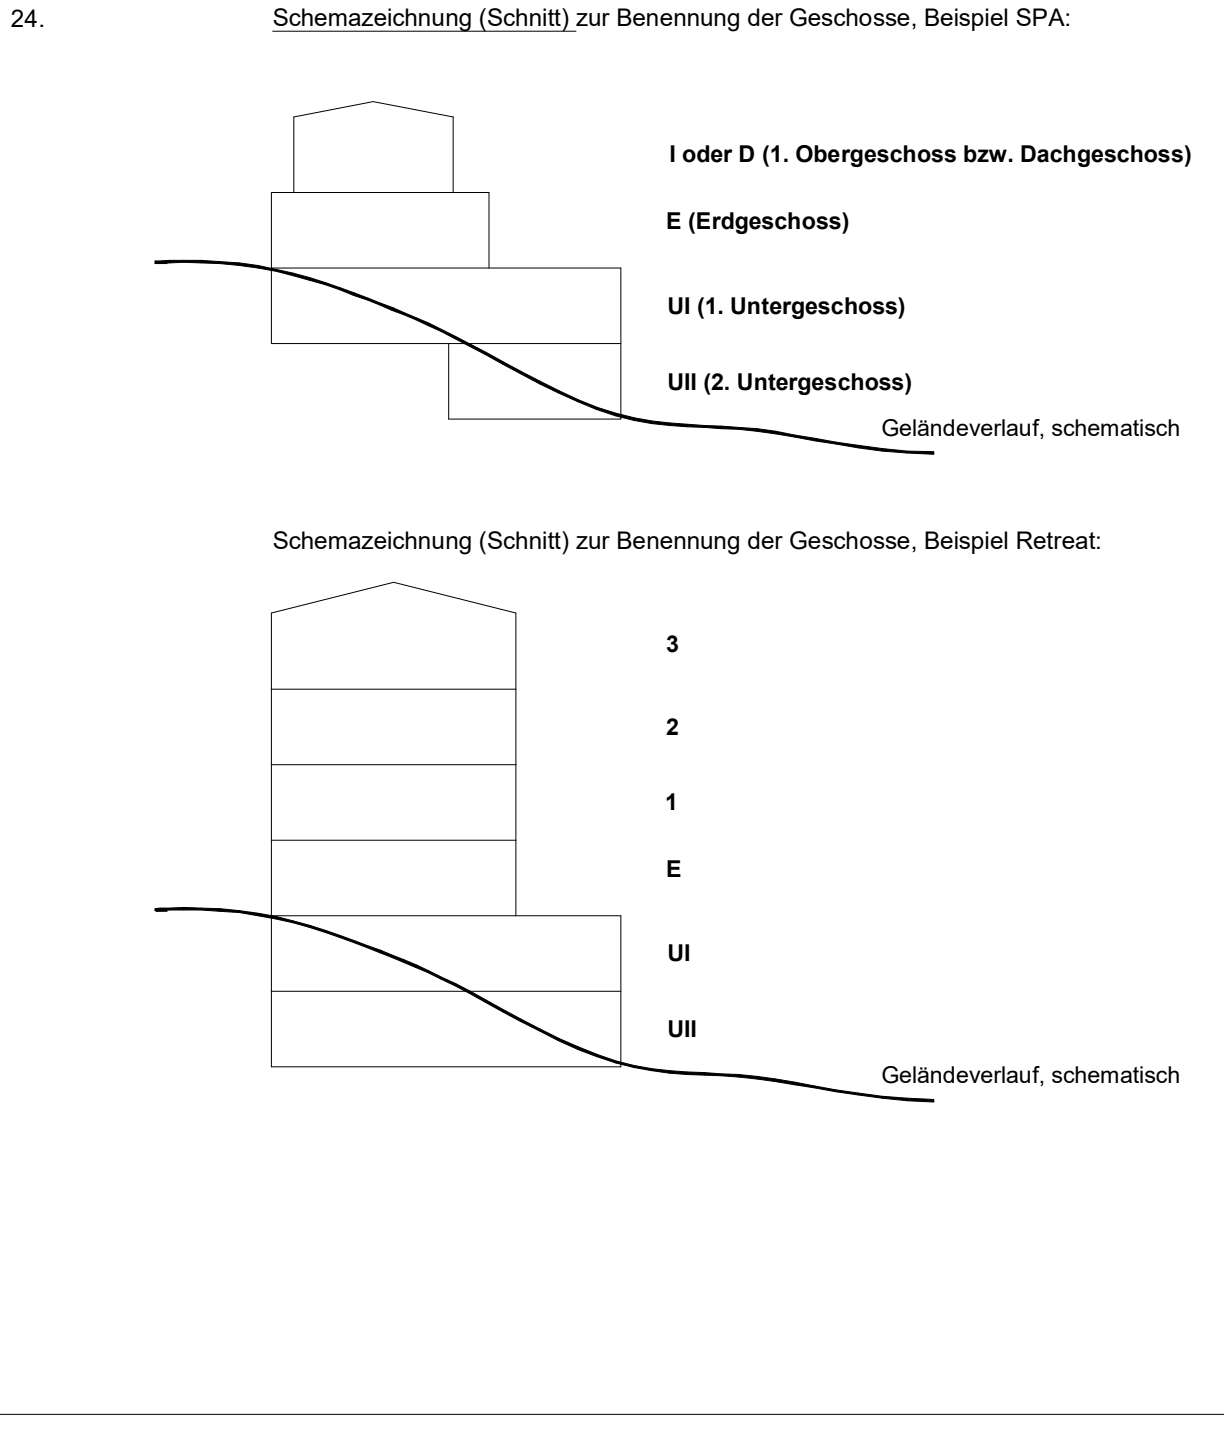 24. Schemazeichnung (Schnitt) zur Benennung der Geschosse, Beispiel SPA:
I oder D (1. Obergeschoss bzw. Dachgeschoss)
E (Erdgeschoss)
UI (1. Untergeschoss)
UII (2. Untergeschoss)
Geländeverlauf, schematisch
Schemazeichnung (Schnitt) zur Benennung der Geschosse, Beispiel Retreat:
3
2
1
E
UI
UII
Geländeverlauf, schematisch